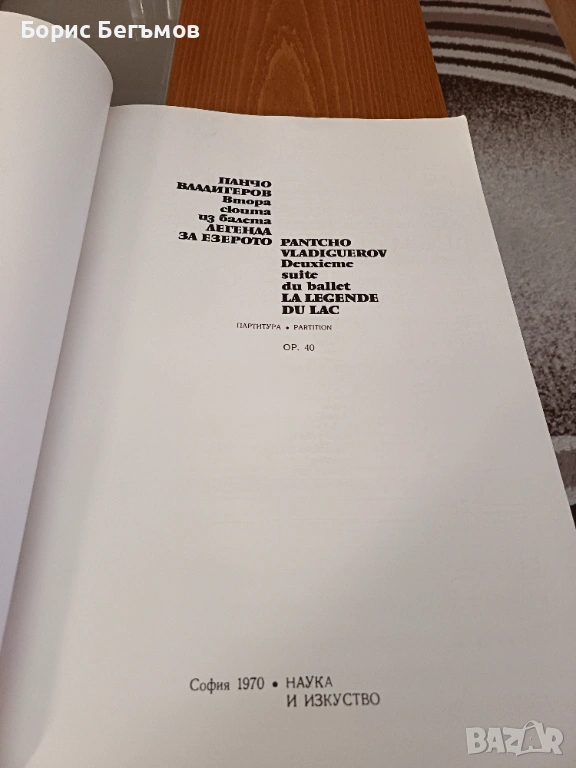 Борис Бегъмов
ПАНЧО
ВЛАДИГЕРОВ
Втора
сюита
из балета
ЛЕГЕНДА
ЗА ЕЗЕРОТО
PANTCHO
VLADIGUEROV
Deuxieme
suite
du ballet
LA LEGENDE
DU LAC
ПАРТИТУРА • PARTITION
OP. 40
София 1970 • НАУКА
И ИЗКУСТВО
BAZAR